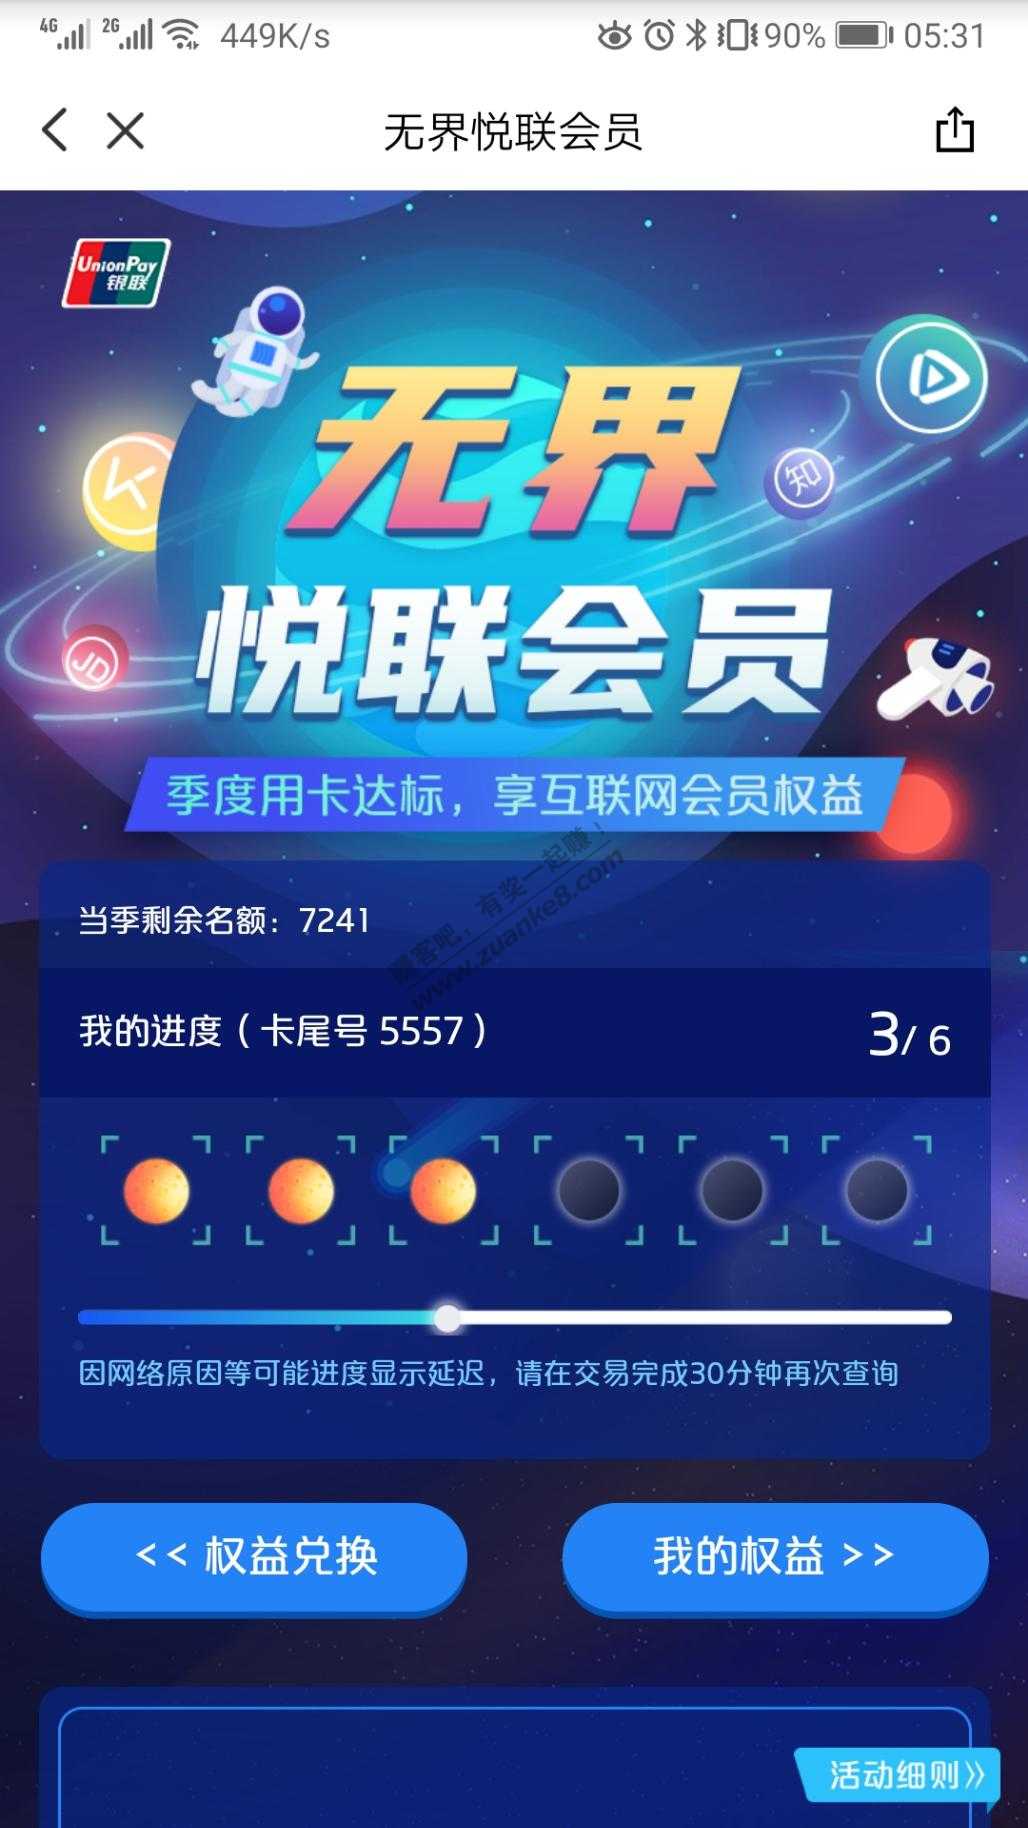 4G 2G 449K/s 90% 05:31
无界悦联会员
UnionPay
银联
无界
知
悦联会员
JD
季度用卡达标，享互联网会员权益
赚客吧，有奖一起赚！
www.zuanke8.com
当季剩余名额：7241
我的进度（卡尾号 5557） 3/ 6
因网络原因等可能进度显示延迟，请在交易完成30分钟再次查询
<< 权益兑换 我的权益 >>
活动细则》